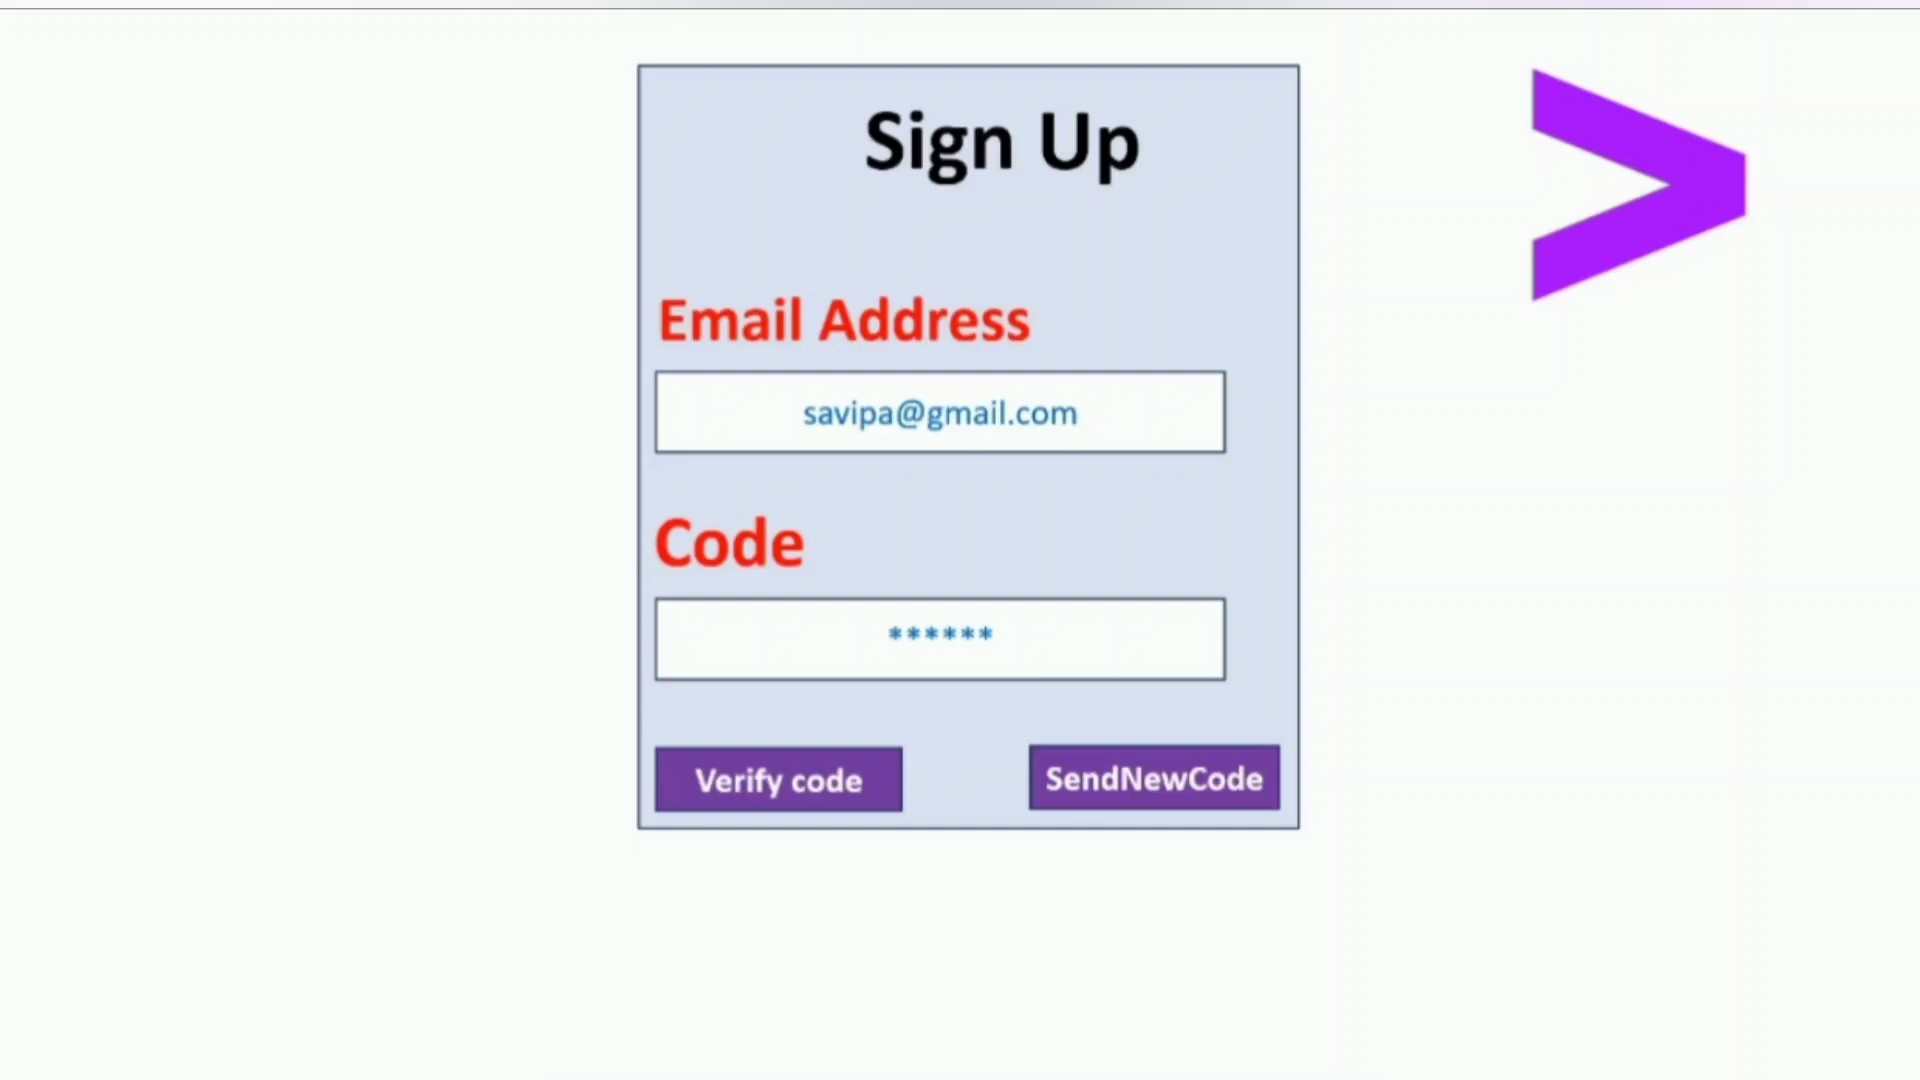 Sign Up
Email Address
savipa@gmail.com
Code
******
Verify code
SendNewCode